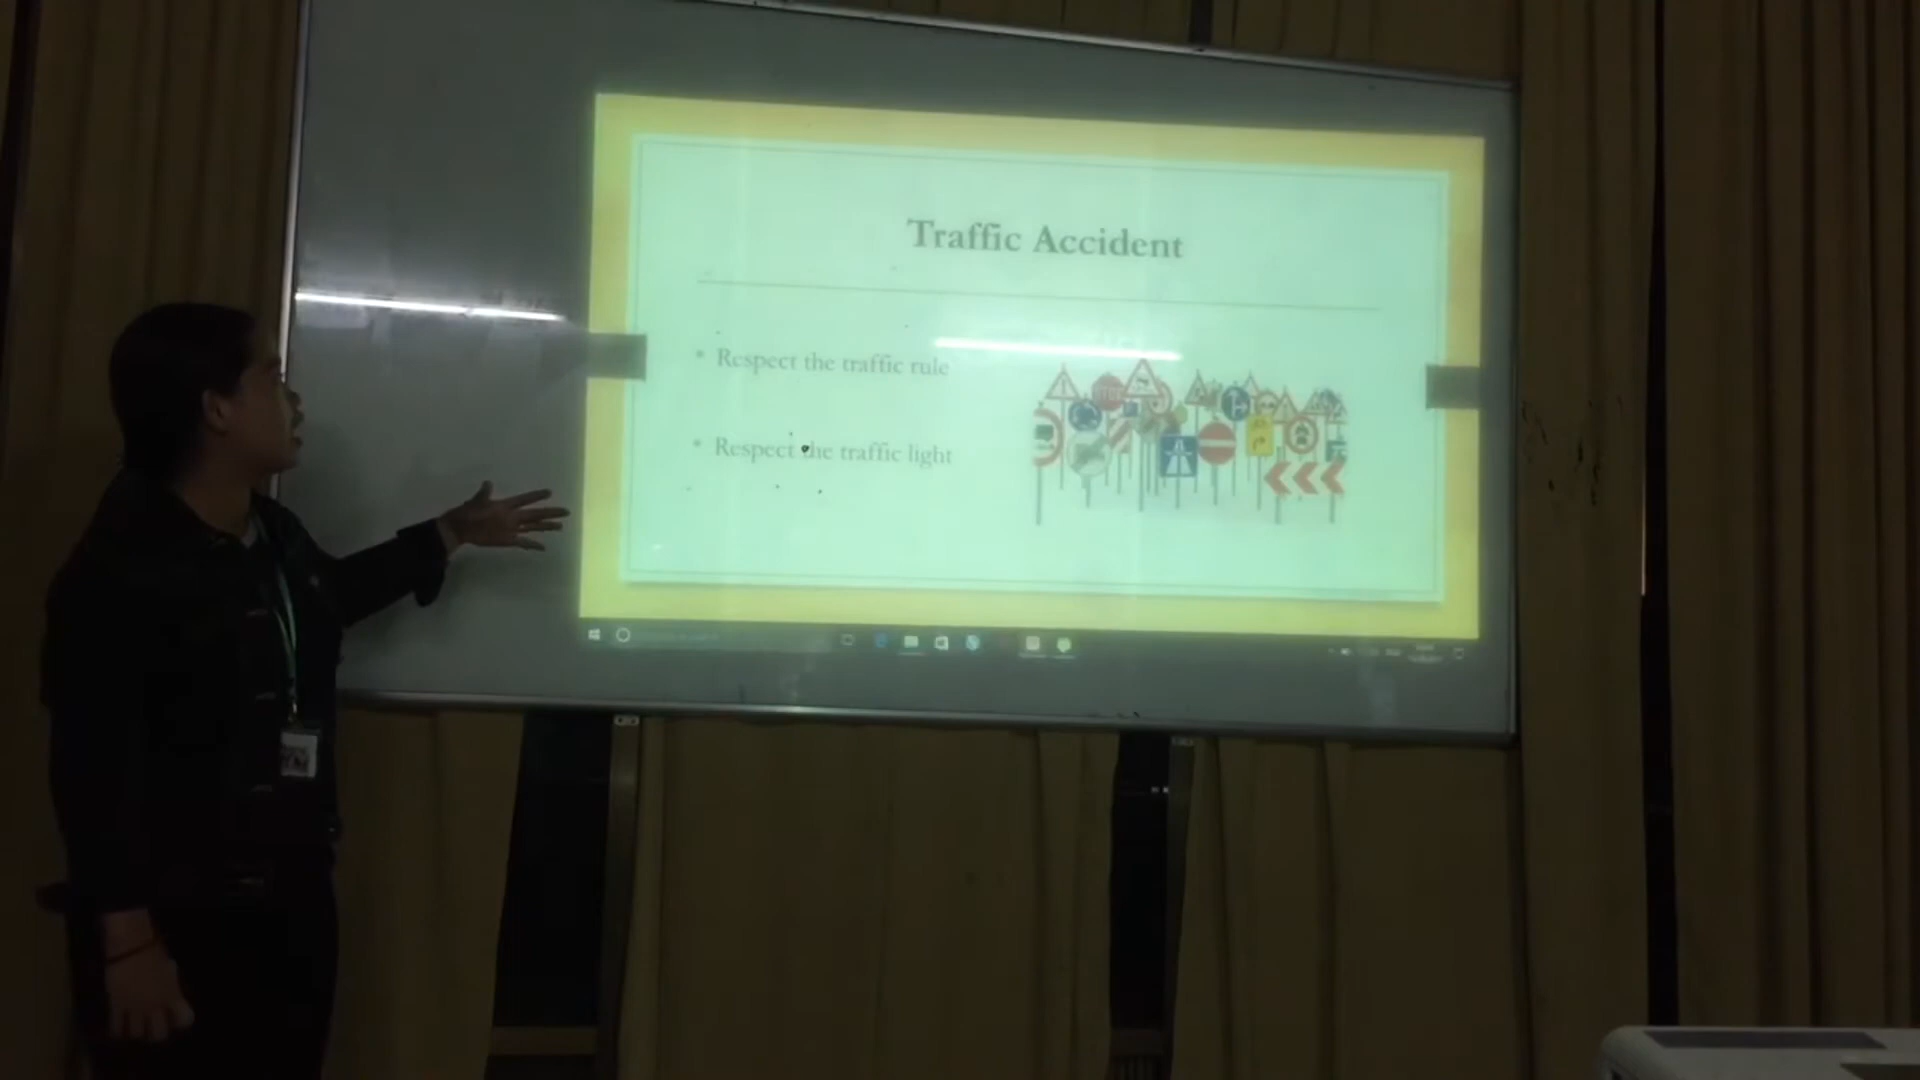 Traffic Accident
• Respect the traffic rule
• Respect the traffic light